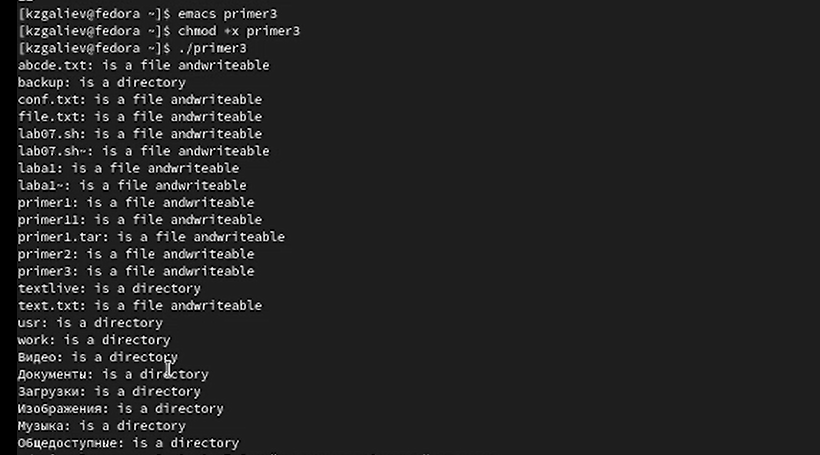 [kzgaliev@fedora ~]$ emacs primer3
[kzgaliev@fedora ~]$ chmod +x primer3
[kzgaliev@fedora ~]$ ./primer3
abcde.txt: is a file andwriteable
backup: is a directory
conf.txt: is a file andwriteable
file.txt: is a file andwriteable
lab07.sh: is a file andwriteable
lab07.sh~: is a file andwriteable
laba1: is a file andwriteable
laba1~: is a file andwriteable
primer1: is a file andwriteable
primer11: is a file andwriteable
primer1.tar: is a file andwriteable
primer2: is a file andwriteable
primer3: is a file andwriteable
textlive: is a directory
text.txt: is a file andwriteable
usr: is a directory
work: is a directory
Видео: is a directory
Документы: is a directory
Загрузки: is a directory
Изображения: is a directory
Музыка: is a directory
Общедоступные: is a directory